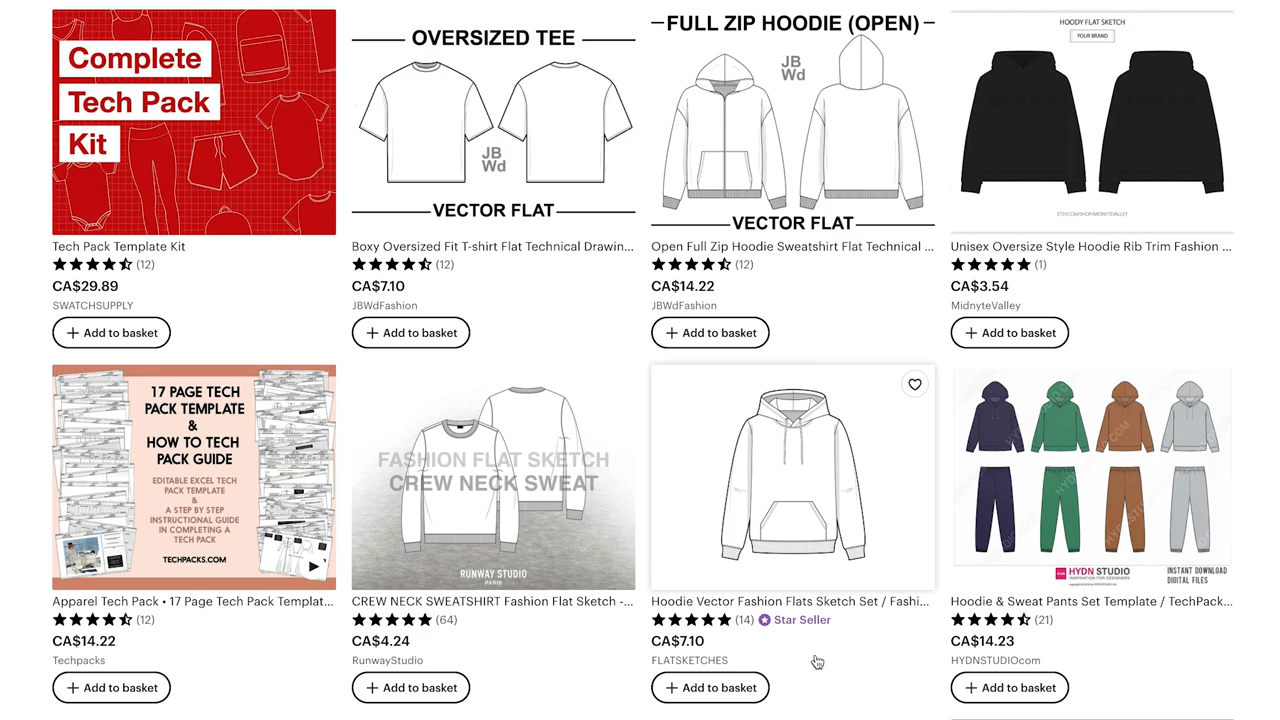 Complete
Tech Pack
Kit
Tech Pack Template Kit
(12)
CA$29.89
SWATCHSUPPLY
+ Add to basket
OVERSIZED TEE
JB
Wd
VECTOR FLAT
Boxy Oversized Fit T-shirt Flat Technical Drawin...
(12)
CA$7.10
JBWdFashion
+ Add to basket
FULL ZIP HOODIE (OPEN)
JB
Wd
VECTOR FLAT
Open Full Zip Hoodie Sweatshirt Flat Technical ...
(12)
CA$14.22
JBWdFashion
+ Add to basket
HOODY FLAT SKETCH
YOUR BRAND
ETSY.COM/SHOP/MIDNYTEVALLEY
Unisex Oversize Style Hoodie Rib Trim Fashion ...
(1)
CA$3.54
MidnyteValley
+ Add to basket
17 PAGE TECH
PACK TEMPLATE
&
HOW TO TECH
PACK GUIDE
EDITABLE EXCEL TECH
PACK TEMPLATE
&
A STEP BY STEP
INSTRUCTIONAL GUIDE
IN COMPLETING A
TECH PACK
TECHPACKS.COM
Apparel Tech Pack • 17 Page Tech Pack Templat...
(12)
CA$14.22
Techpacks
+ Add to basket
FASHION FLAT SKETCH
CREW NECK SWEAT
RUNWAY STUDIO
PARIS
CREW NECK SWEATSHIRT Fashion Flat Sketch -...
(64)
CA$4.24
RunwayStudio
+ Add to basket
Hoodie Vector Fashion Flats Sketch Set / Fashi...
(14) Star Seller
CA$7.10
FLATSKETCHES
+ Add to basket
HYDN STUDIO
INSPIRATION FOR DESIGNERS
INSTANT DOWNLOAD
DIGITAL FILES
Hoodie & Sweat Pants Set Template / TechPack...
(21)
CA$14.23
HYDNSTUDIOcom
+ Add to basket